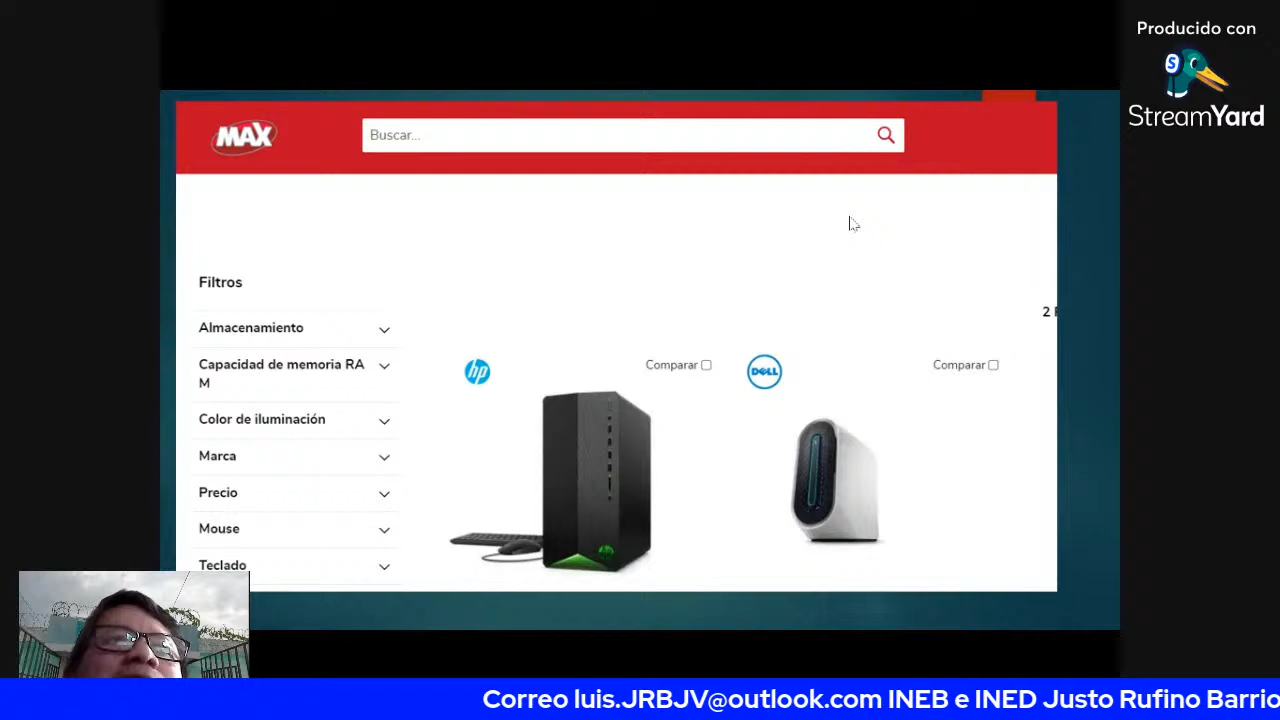 Producido con
StreamYard
MAX
Buscar...
Filtros
2
Almacenamiento
Capacidad de memoria RA
M
hp
Comparar
DELL
Comparar
Color de iluminación
Marca
Precio
Mouse
Teclado
Correo luis.JRBJV@outlook.com INEB e INED Justo Rufino Barrio